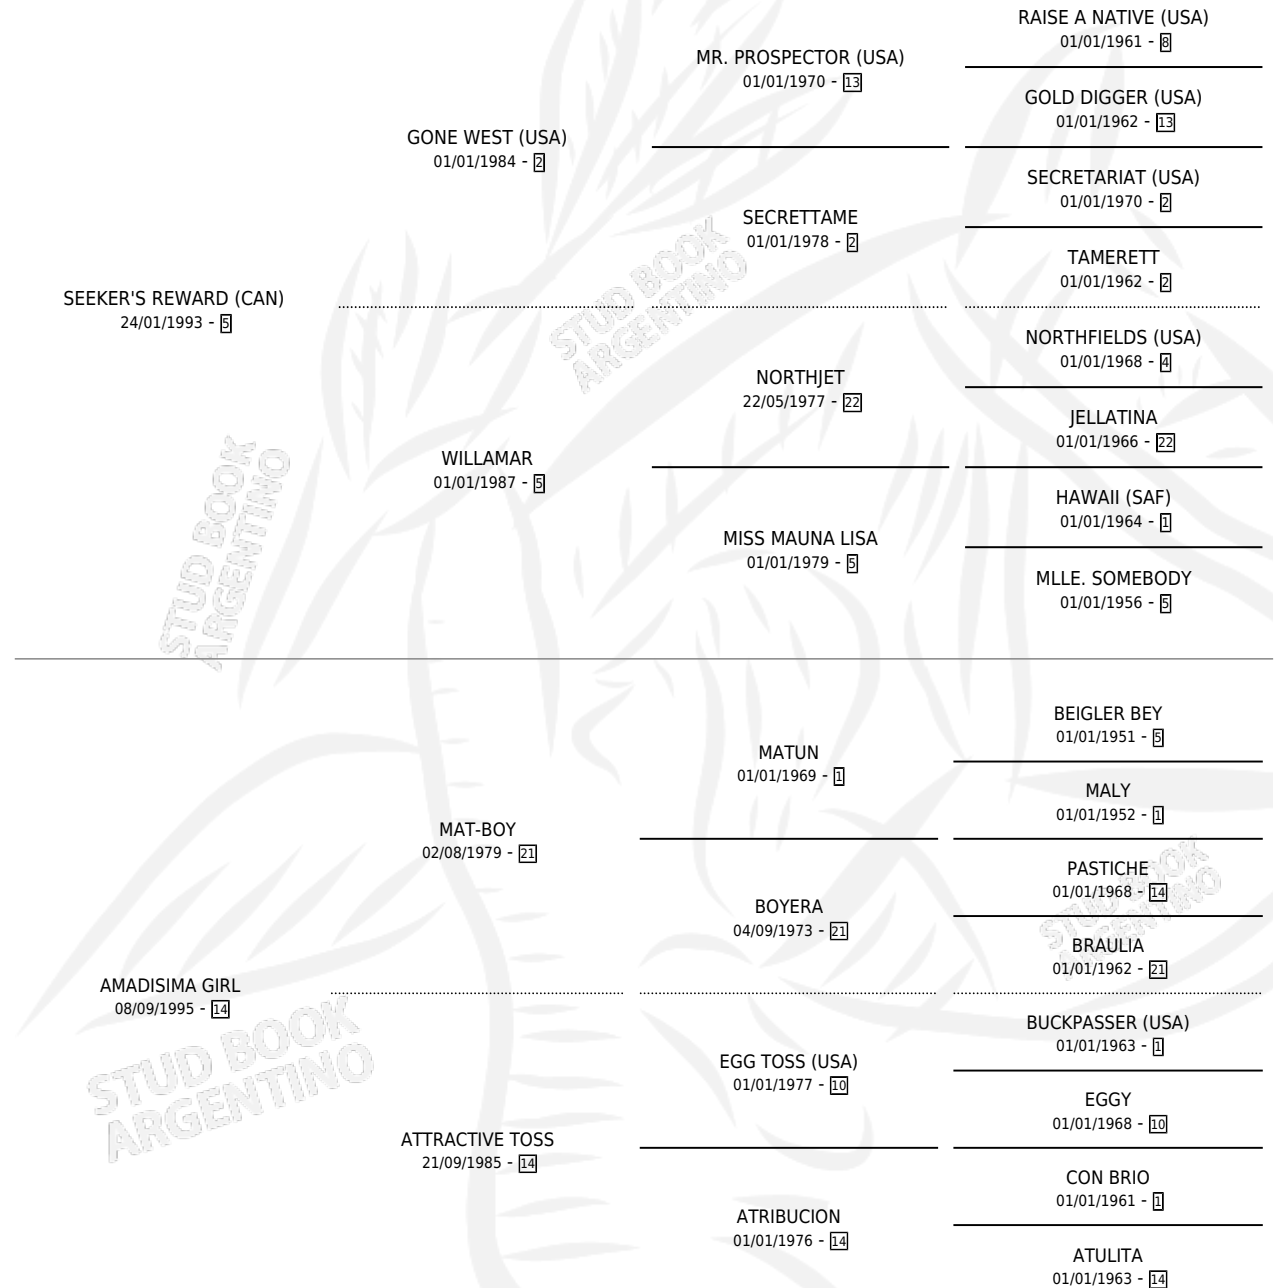 RAISE A NATIVE (USA)
01/01/1961 - 8
MR. PROSPECTOR (USA)
01/01/1970 - 13
GOLD DIGGER (USA)
01/01/1962 - 13
GONE WEST (USA)
01/01/1984 - 2
SECRETARIAT (USA)
01/01/1970 - 2
SECRETTAME
01/01/1978 - 2
TAMERETT
01/01/1962 - 2
SEEKER'S REWARD (CAN)
24/01/1993 - 5
NORTHFIELDS (USA)
01/01/1968 - 4
NORTHJET
22/05/1977 - 22
JELLATINA
01/01/1966 - 22
WILLAMAR
01/01/1987 - 5
HAWAII (SAF)
01/01/1964 - 1
MISS MAUNA LISA
01/01/1979 - 5
MLLE. SOMEBODY
01/01/1956 - 5
BEIGLER BEY
01/01/1951 - 5
MATUN
01/01/1969 - 1
MALY
01/01/1952 - 1
MAT-BOY
02/08/1979 - 21
PASTICHE
01/01/1968 - 14
BOYERA
04/09/1973 - 21
BRAULIA
01/01/1962 - 21
AMADISIMA GIRL
08/09/1995 - 14
BUCKPASSER (USA)
01/01/1963 - 1
EGG TOSS (USA)
01/01/1977 - 10
EGGY
01/01/1968 - 10
ATTRACTIVE TOSS
21/09/1985 - 14
CON BRIO
01/01/1961 - 1
ATRIBUCION
01/01/1976 - 14
ATULITA
01/01/1963 - 14
STUD BOOK
ARGENTINO
STUD BOOK
ARGENTINO
STUD BOOK
ARGENTINO
STUD BOOK
ARGENTINO